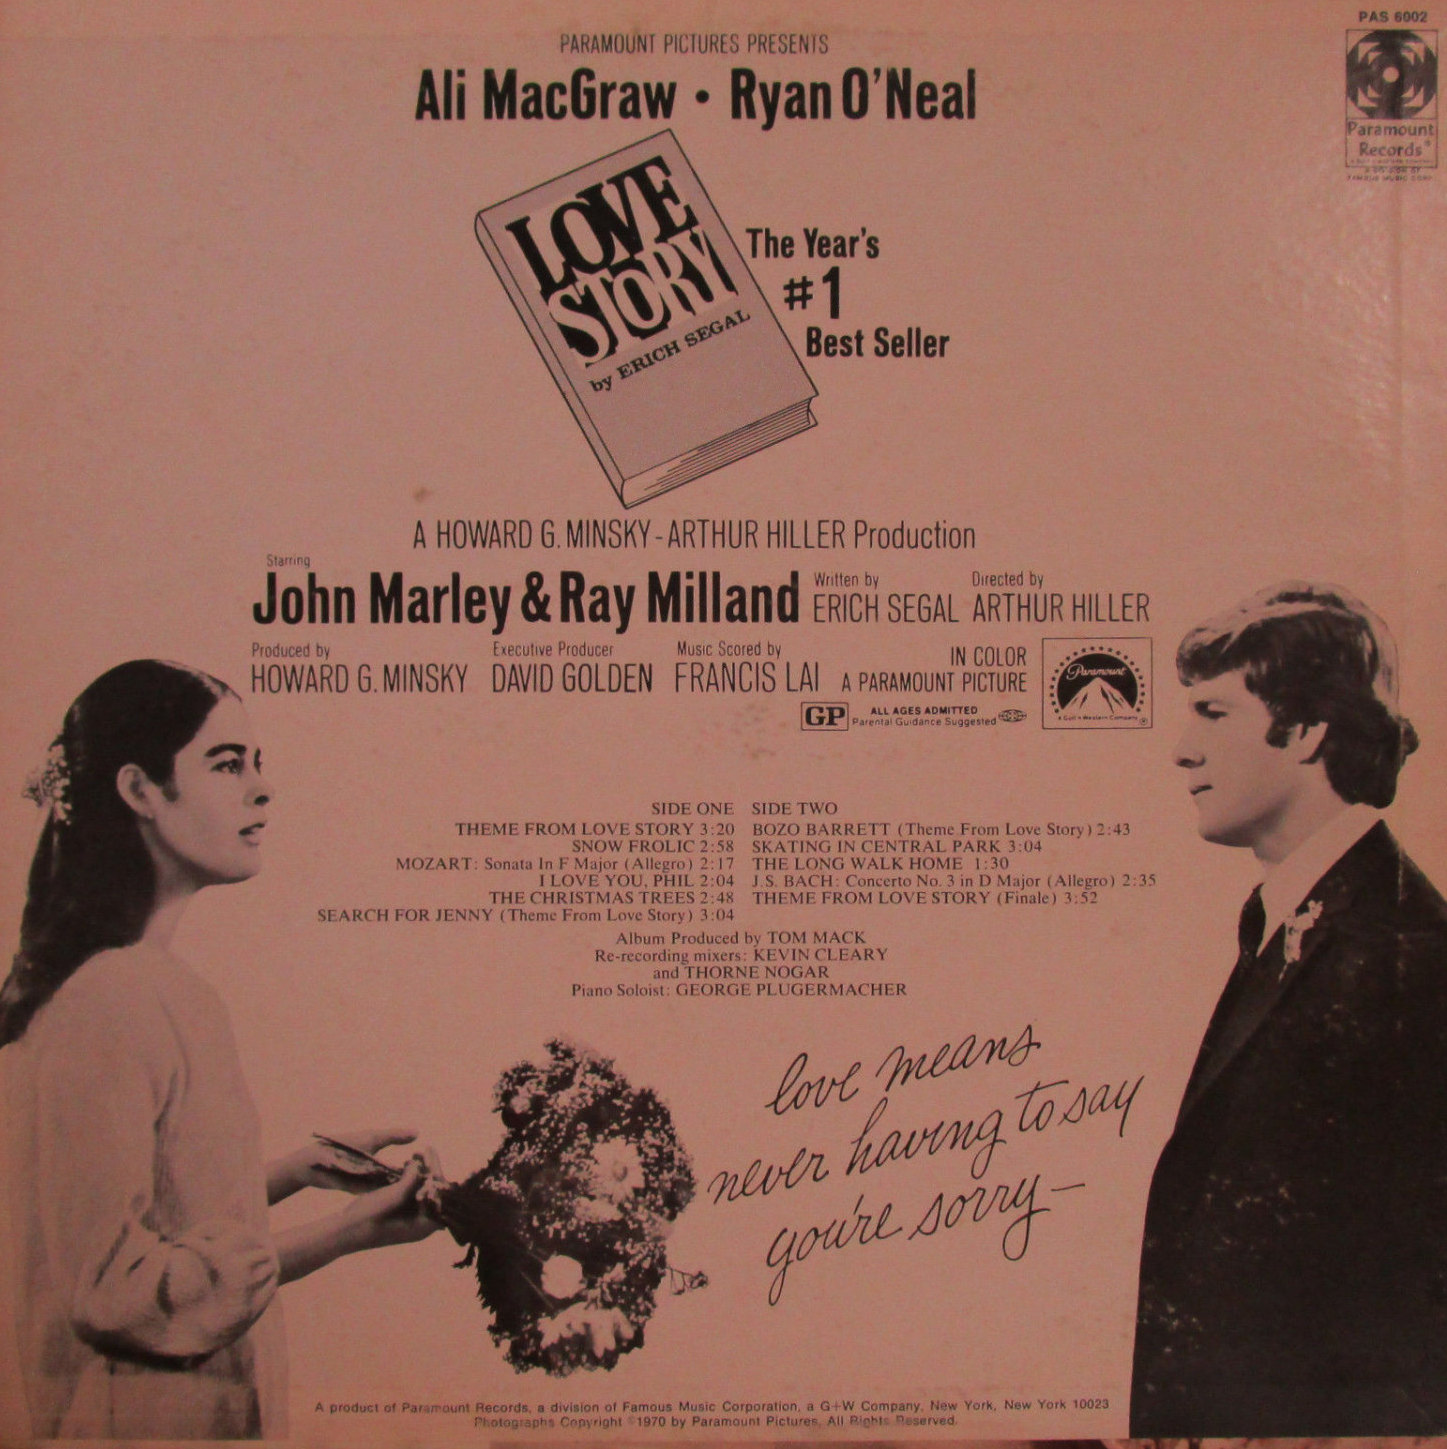 PAS 6002
PARAMOUNT PICTURES PRESENTS
Ali MacGraw • Ryan O'Neal
Paramount
Records
LOVE
STORY
by ERICH SEGAL
The Year's
#1
Best Seller
A HOWARD G. MINSKY-ARTHUR HILLER Production
Starring
John Marley & Ray Milland
Written by
ERICH SEGAL
Directed by
ARTHUR HILLER
Produced by
HOWARD G. MINSKY
Executive Producer
DAVID GOLDEN
Music Scored by
FRANCIS LAI
IN COLOR
A PARAMOUNT PICTURE
Paramount
A Gulf + Western Company
GP
ALL AGES ADMITTED
Parental Guidance Suggested
SIDE ONE
THEME FROM LOVE STORY 3:20
SNOW FROLIC 2:58
MOZART: Sonata In F Major (Allegro) 2:17
I LOVE YOU, PHIL 2:04
THE CHRISTMAS TREES 2:48
SEARCH FOR JENNY (Theme From Love Story) 3:04
SIDE TWO
BOZO BARRETT (Theme From Love Story) 2:43
SKATING IN CENTRAL PARK 3:04
THE LONG WALK HOME 1:30
J.S. BACH: Concerto No. 3 in D Major (Allegro) 2:35
THEME FROM LOVE STORY (Finale) 3:52
Album Produced by TOM MACK
Re-recording mixers: KEVIN CLEARY
and THORNE NOGAR
Piano Soloist: GEORGE PLUGERMACHER
love means
never having to say
you're sorry—
A product of Paramount Records, a division of Famous Music Corporation, a G+W Company, New York, New York 10023
Photographs Copyright ©1970 by Paramount Pictures, All Rights Reserved.